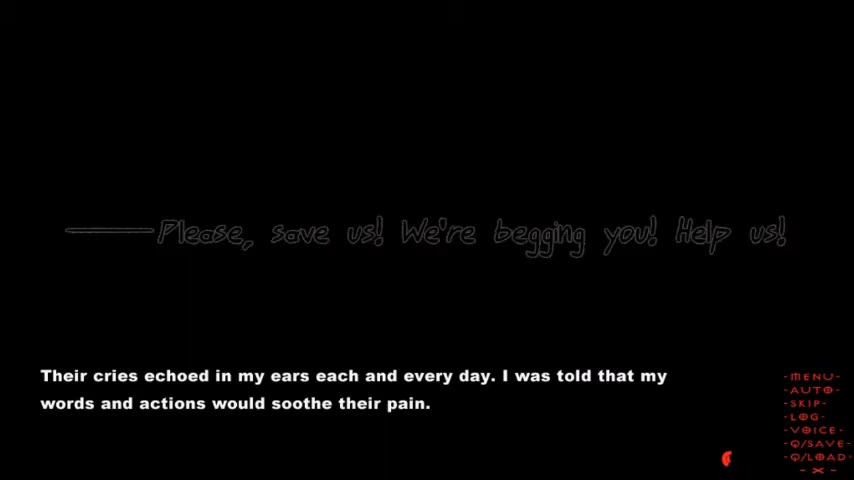 ———Please, save us! We're begging you! Help us!
Their cries echoed in my ears each and every day. I was told that my
words and actions would soothe their pain.
-MENU-
-AUTO-
-SKIP-
-LOG-
-VOICE-
-Q/SAVE-
-Q/LOAD-
-X-